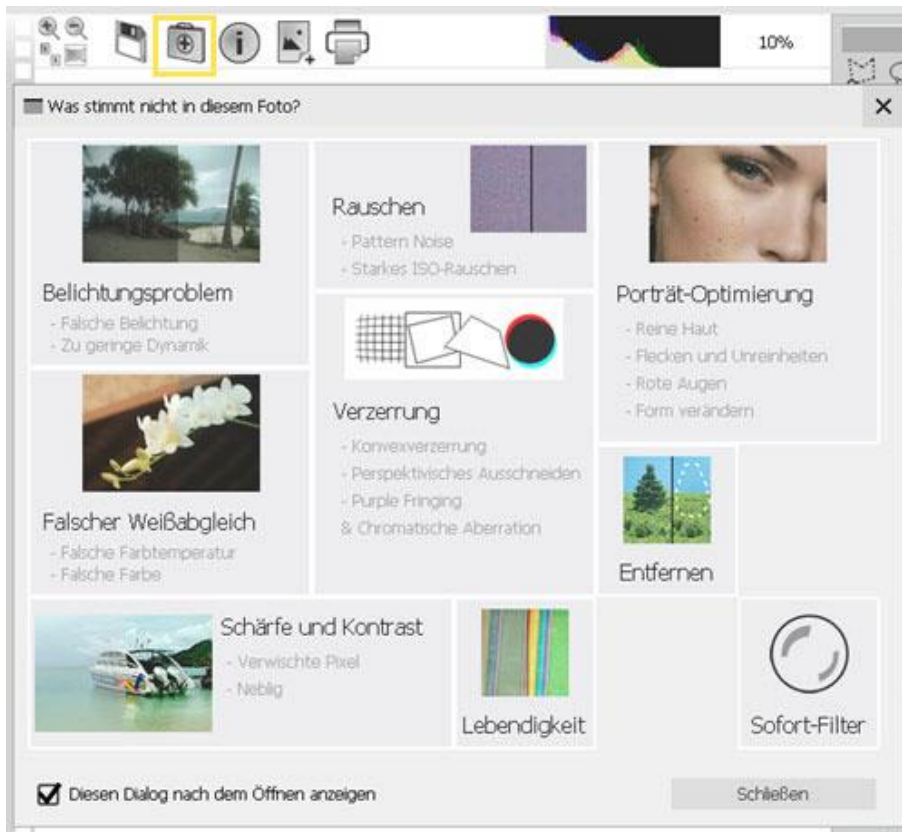 10%
Was stimmt nicht in diesem Foto?
Belichtungsproblem
- Falsche Belichtung
- Zu geringe Dynamik
Falscher Weißabgleich
- Falsche Farbtemperatur
- Falsche Farbe
Rauschen
- Pattern Noise
- Starkes ISO-Rauschen
Verzerrung
- Konvexverzerrung
- Perspektivisches Ausschneiden
- Purple Fringing
& Chromatische Aberration
Porträt-Optimierung
- Reine Haut
- Flecken und Unreinheiten
- Rote Augen
- Form verändern
Entfernen
Schärfe und Kontrast
- Verwischte Pixel
- Neblig
Lebendigkeit
Sofort-Filter
Diesen Dialog nach dem Öffnen anzeigen
Schließen